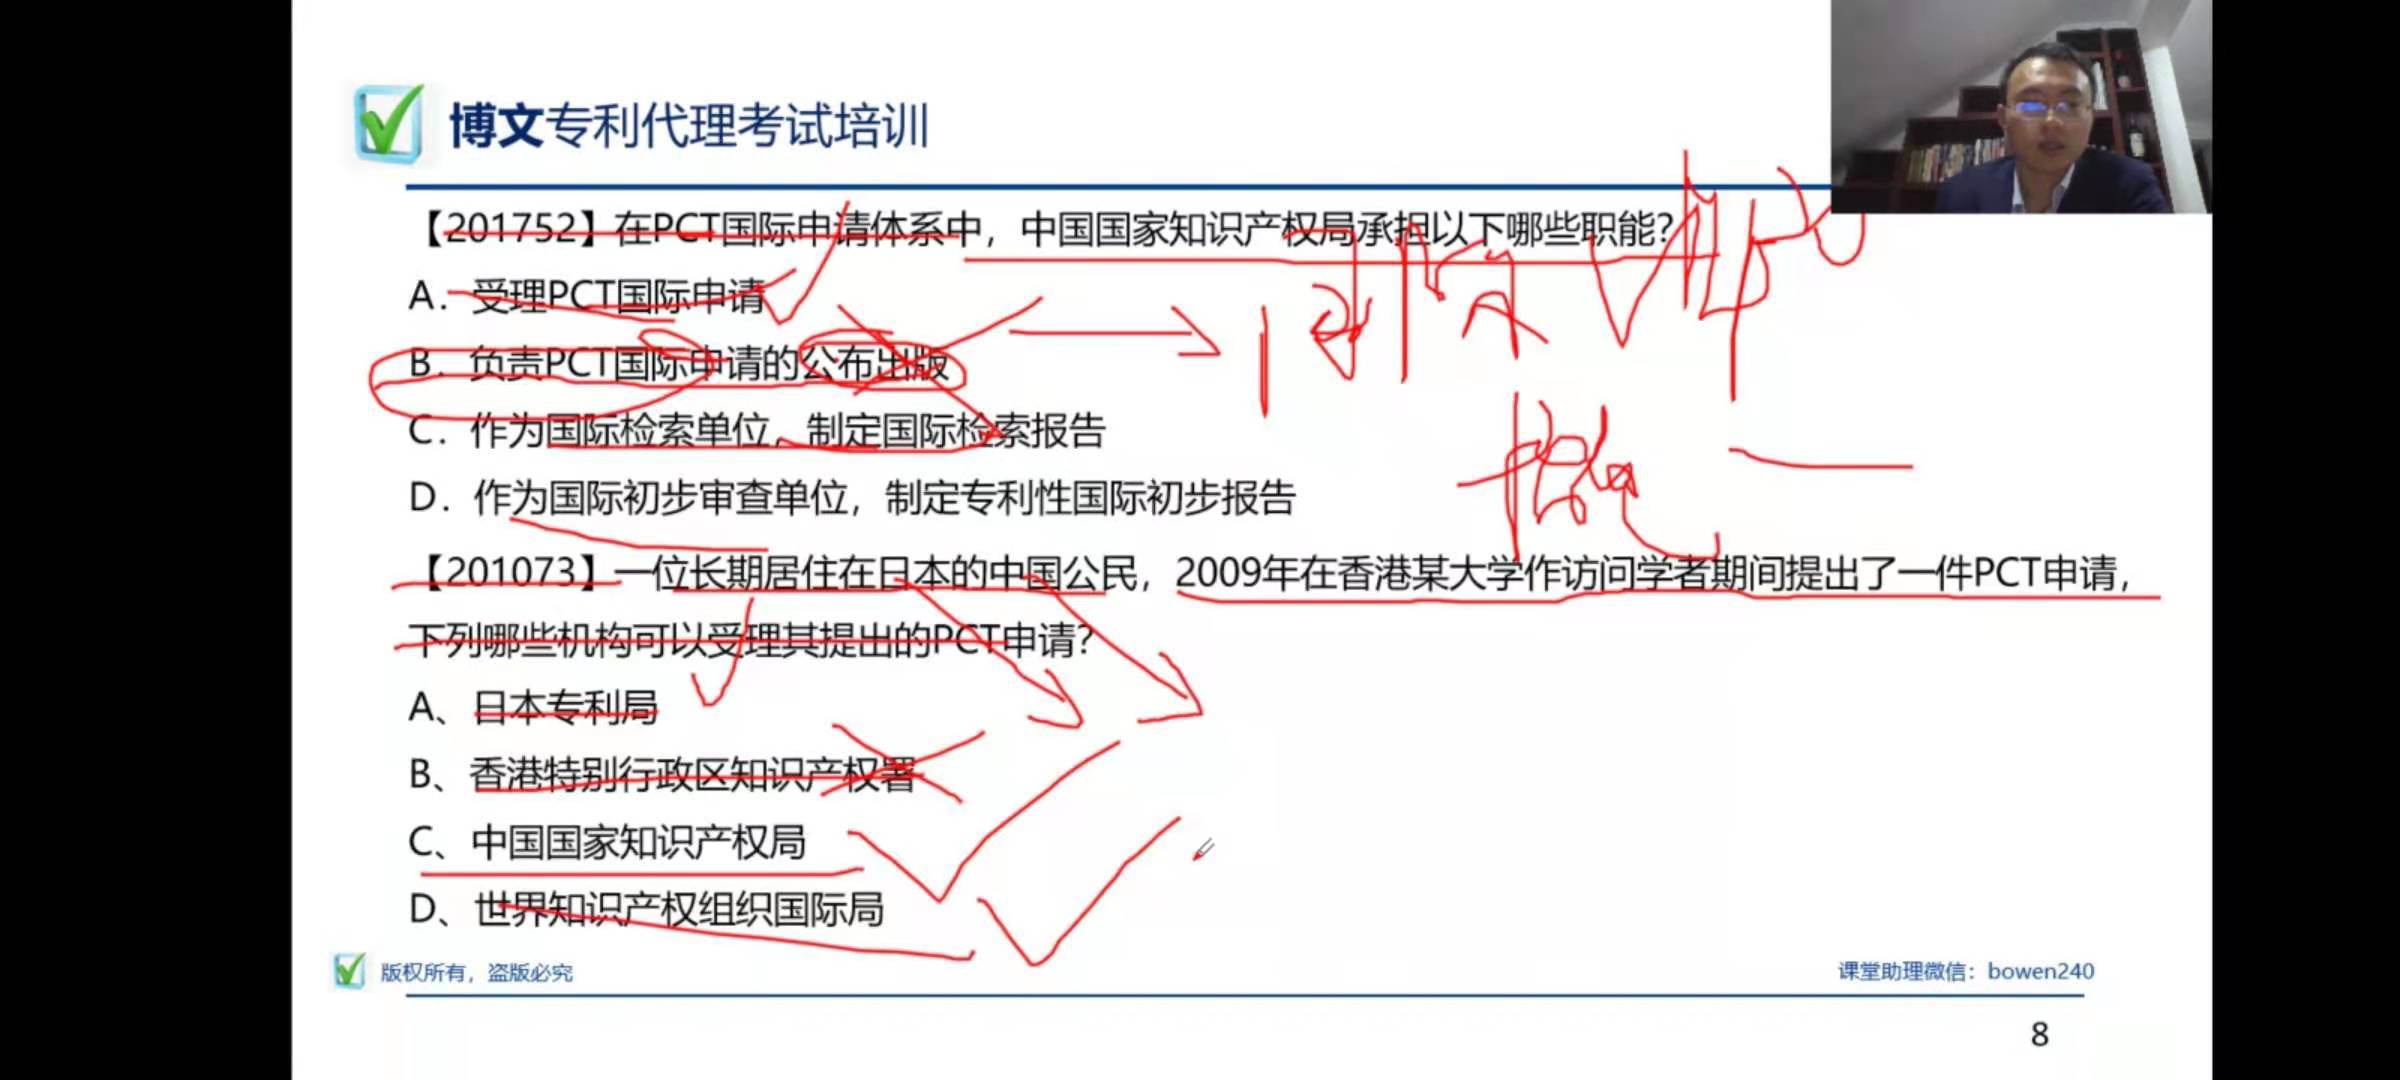 博文专利代理考试培训
【201752】在PCT国际申请体系中，中国国家知识产权局承担以下哪些职能？
A．受理PCT国际申请
B．负责PCT国际申请的公布出版
C．作为国际检索单位，制定国际检索报告
D．作为国际初步审查单位，制定专利性国际初步报告
【201073】一位长期居住在日本的中国公民，2009年在香港某大学作访问学者期间提出了一件PCT申请，
下列哪些机构可以受理其提出的PCT申请？
A、日本专利局
B、香港特别行政区知识产权署
C、中国国家知识产权局
D、世界知识产权组织国际局
版权所有，盗版必究
课堂助理微信：bowen240
8